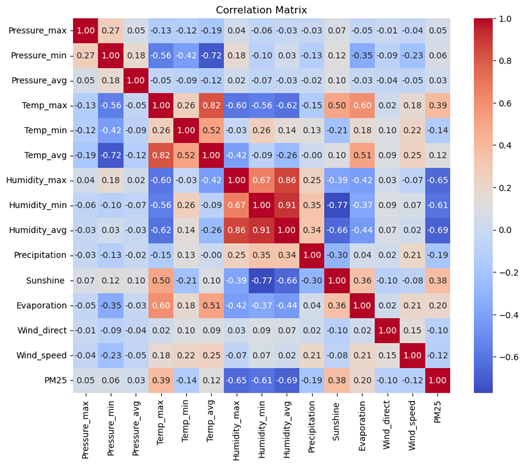 Correlation Matrix
Pressure_max 1.00 0.27 0.05 -0.13 -0.12 -0.19 0.04 -0.06 -0.03 -0.03 0.07 -0.05 -0.01 -0.04 0.05
Pressure_min 0.27 1.00 0.18 -0.56 -0.42 -0.72 0.18 -0.10 0.03 -0.13 0.12 -0.35 -0.09 -0.23 0.06
Pressure_avg 0.05 0.18 1.00 -0.05 -0.09 -0.12 0.02 -0.07 -0.03 -0.02 0.10 -0.03 -0.04 -0.05 0.03
Temp_max -0.13 -0.56 -0.05 1.00 0.26 0.82 -0.60 -0.56 -0.62 -0.15 0.50 0.60 0.02 0.18 0.39
Temp_min -0.12 -0.42 -0.09 0.26 1.00 0.52 -0.03 0.26 0.14 0.13 -0.21 0.18 0.10 0.22 -0.14
Temp_avg -0.19 -0.72 -0.12 0.82 0.52 1.00 -0.42 -0.09 -0.26 -0.00 0.10 0.51 0.09 0.25 0.12
Humidity_max 0.04 0.18 0.02 -0.60 -0.03 -0.42 1.00 0.67 0.86 0.25 -0.39 -0.42 0.03 -0.07 -0.65
Humidity_min -0.06 -0.10 -0.07 -0.56 0.26 -0.09 0.67 1.00 0.91 0.35 -0.77 -0.37 0.09 0.07 -0.61
Humidity_avg -0.03 0.03 -0.03 -0.62 0.14 -0.26 0.86 0.91 1.00 0.34 -0.66 -0.44 0.07 0.02 -0.69
Precipitation -0.03 -0.13 -0.02 -0.15 0.13 -0.00 0.25 0.35 0.34 1.00 -0.30 0.04 0.02 0.21 -0.19
Sunshine 0.07 0.12 0.10 0.50 -0.21 0.10 -0.39 -0.77 -0.66 -0.30 1.00 0.36 -0.10 -0.08 0.38
Evaporation -0.05 -0.35 -0.03 0.60 0.18 0.51 -0.42 -0.37 -0.44 0.04 0.36 1.00 0.02 0.21 0.20
Wind_direct -0.01 -0.09 -0.04 0.02 0.10 0.09 0.03 0.09 0.07 0.02 -0.10 0.02 1.00 0.15 -0.10
Wind_speed -0.04 -0.23 -0.05 0.18 0.22 0.25 -0.07 0.07 0.02 0.21 -0.08 0.21 0.15 1.00 -0.12
PM25 0.05 0.06 0.03 0.39 -0.14 0.12 -0.65 -0.61 -0.69 -0.19 0.38 0.20 -0.10 -0.12 1.00
Pressure_max Pressure_min Pressure_avg Temp_max Temp_min Temp_avg Humidity_max Humidity_min Humidity_avg Precipitation Sunshine Evaporation Wind_direct Wind_speed PM25
1.0
0.8
0.6
0.4
0.2
0.0
-0.2
-0.4
-0.6